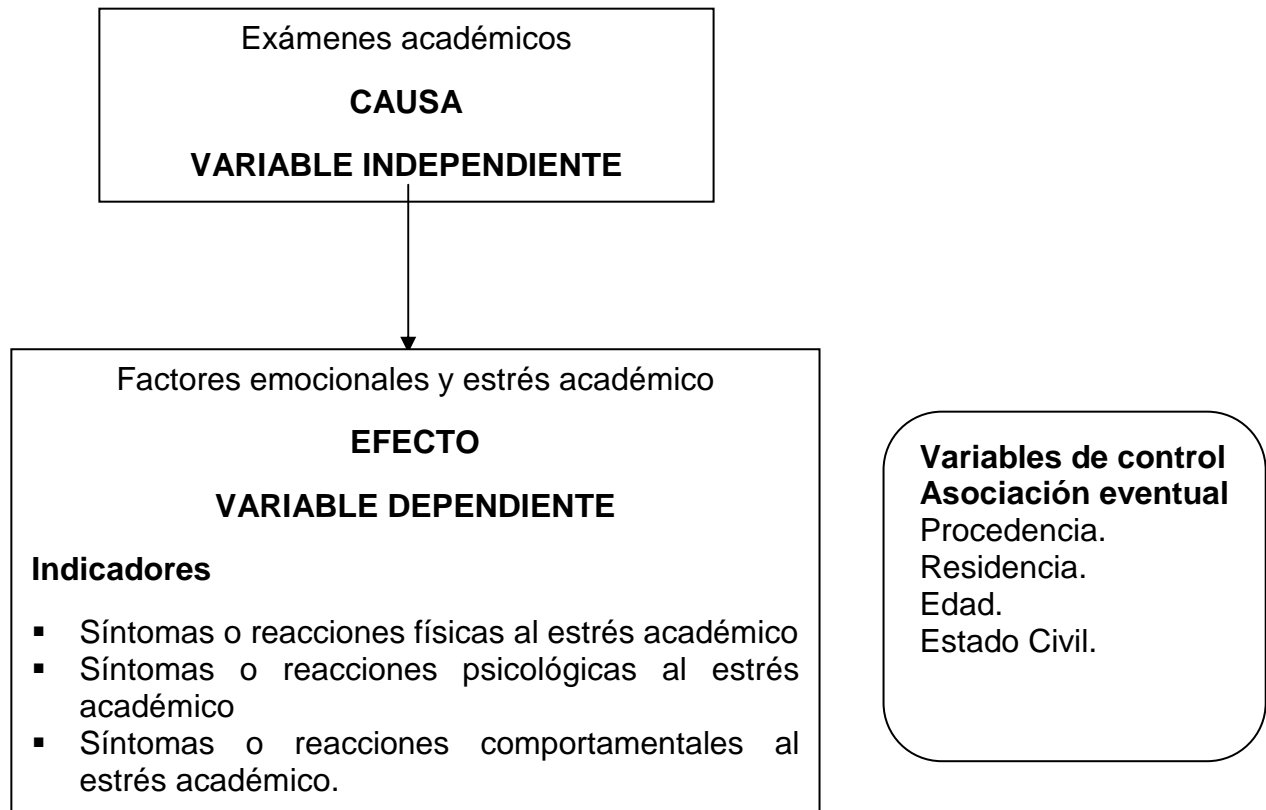 Exámenes académicos
CAUSA
VARIABLE INDEPENDIENTE
Factores emocionales y estrés académico
EFECTO
VARIABLE DEPENDIENTE
Indicadores
▪ Síntomas o reacciones físicas al estrés académico
▪ Síntomas o reacciones psicológicas al estrés
académico
▪ Síntomas o reacciones comportamentales al
estrés académico.
Variables de control
Asociación eventual
Procedencia.
Residencia.
Edad.
Estado Civil.